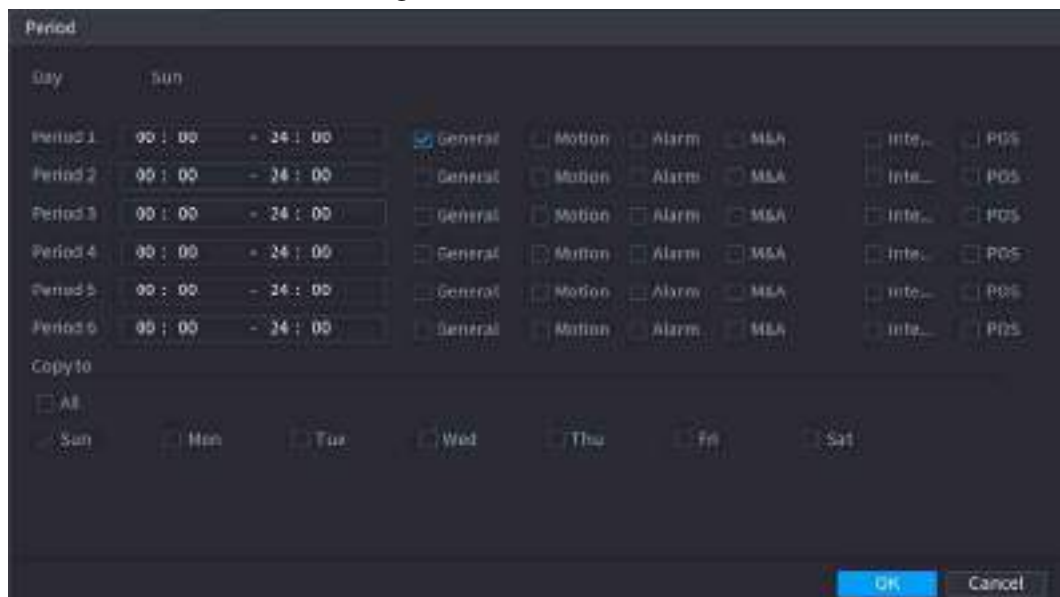 Period
Day Sun
Period 1 00 : 00 - 24 : 00 General Motion Alarm M&A Inte... POS
Period 2 00 : 00 - 24 : 00 General Motion Alarm M&A Inte... POS
Period 3 00 : 00 - 24 : 00 General Motion Alarm M&A Inte... POS
Period 4 00 : 00 - 24 : 00 General Motion Alarm M&A Inte... POS
Period 5 00 : 00 - 24 : 00 General Motion Alarm M&A Inte... POS
Period 6 00 : 00 - 24 : 00 General Motion Alarm M&A Inte... POS
Copy to
All
Sun Mon Tue Wed Thu Fri Sat
OK Cancel